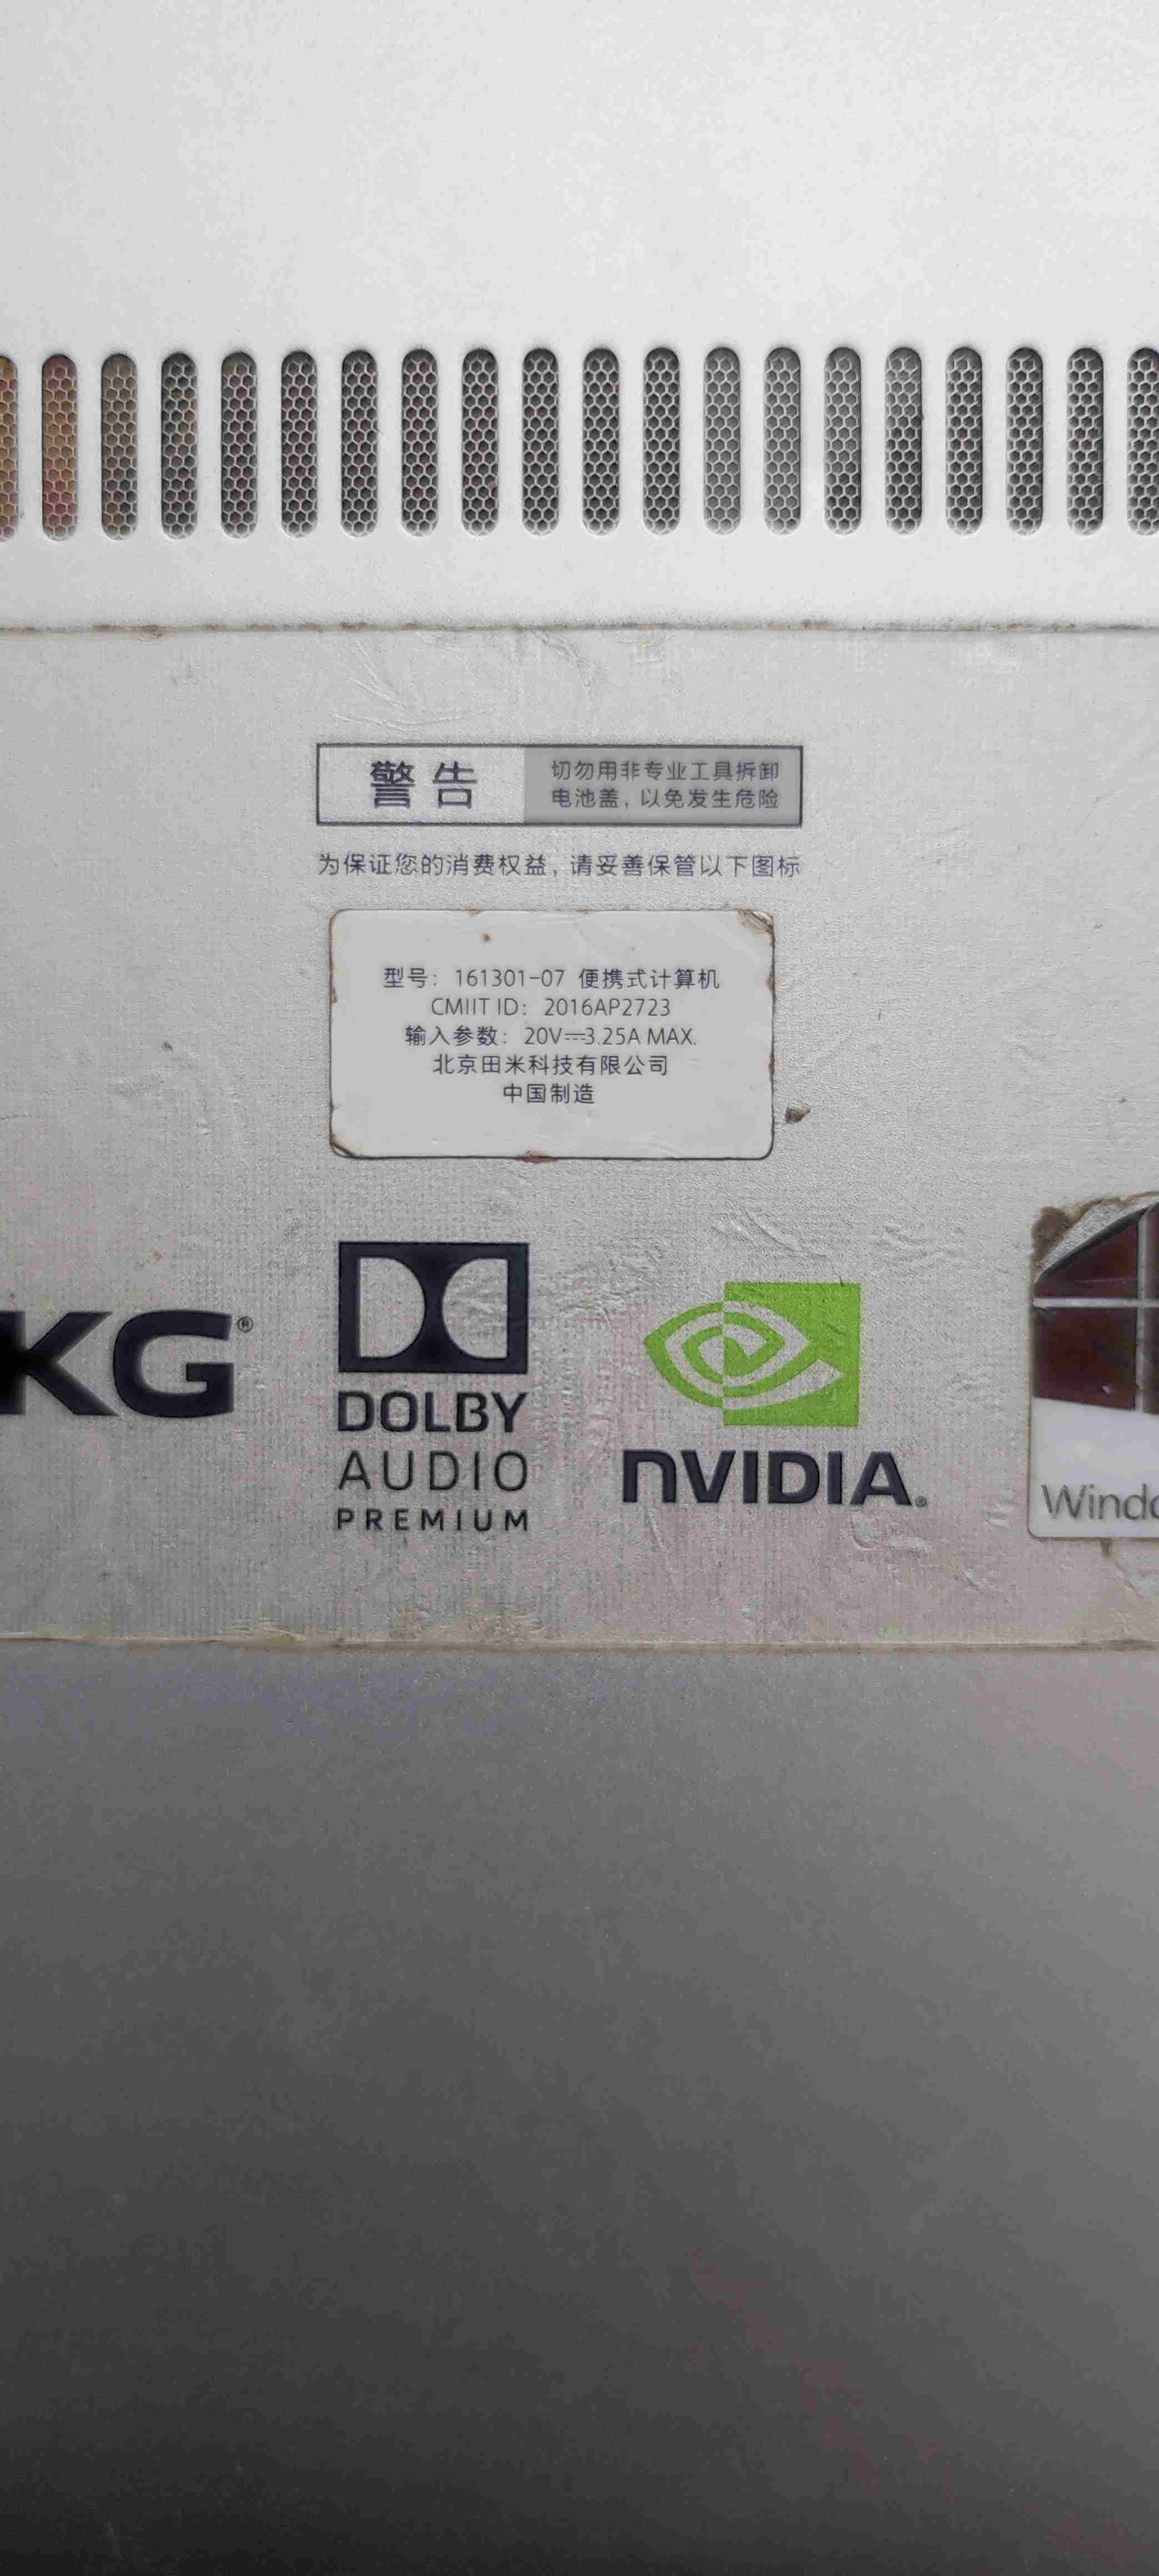 警告
切勿用非专业工具拆卸
电池盖，以免发生危险
为保证您的消费权益，请妥善保管以下图标
型号：161301-07 便携式计算机
CMIIT ID：2016AP2723
输入参数：20V⎓3.25A MAX.
北京田米科技有限公司
中国制造
KG®
DOLBY
AUDIO
PREMIUM
NVIDIA®
Windo